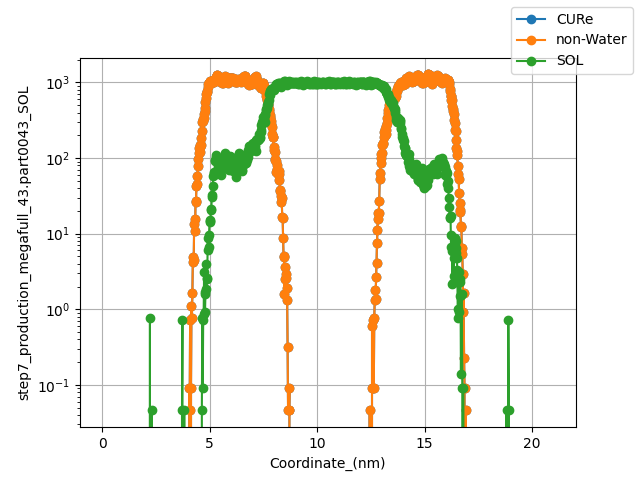 CURe
non-Water
SOL
step7_production_megafull_43.part0043_SOL
10³
10²
10¹
10⁰
10⁻¹
0
5
10
15
20
Coordinate_(nm)